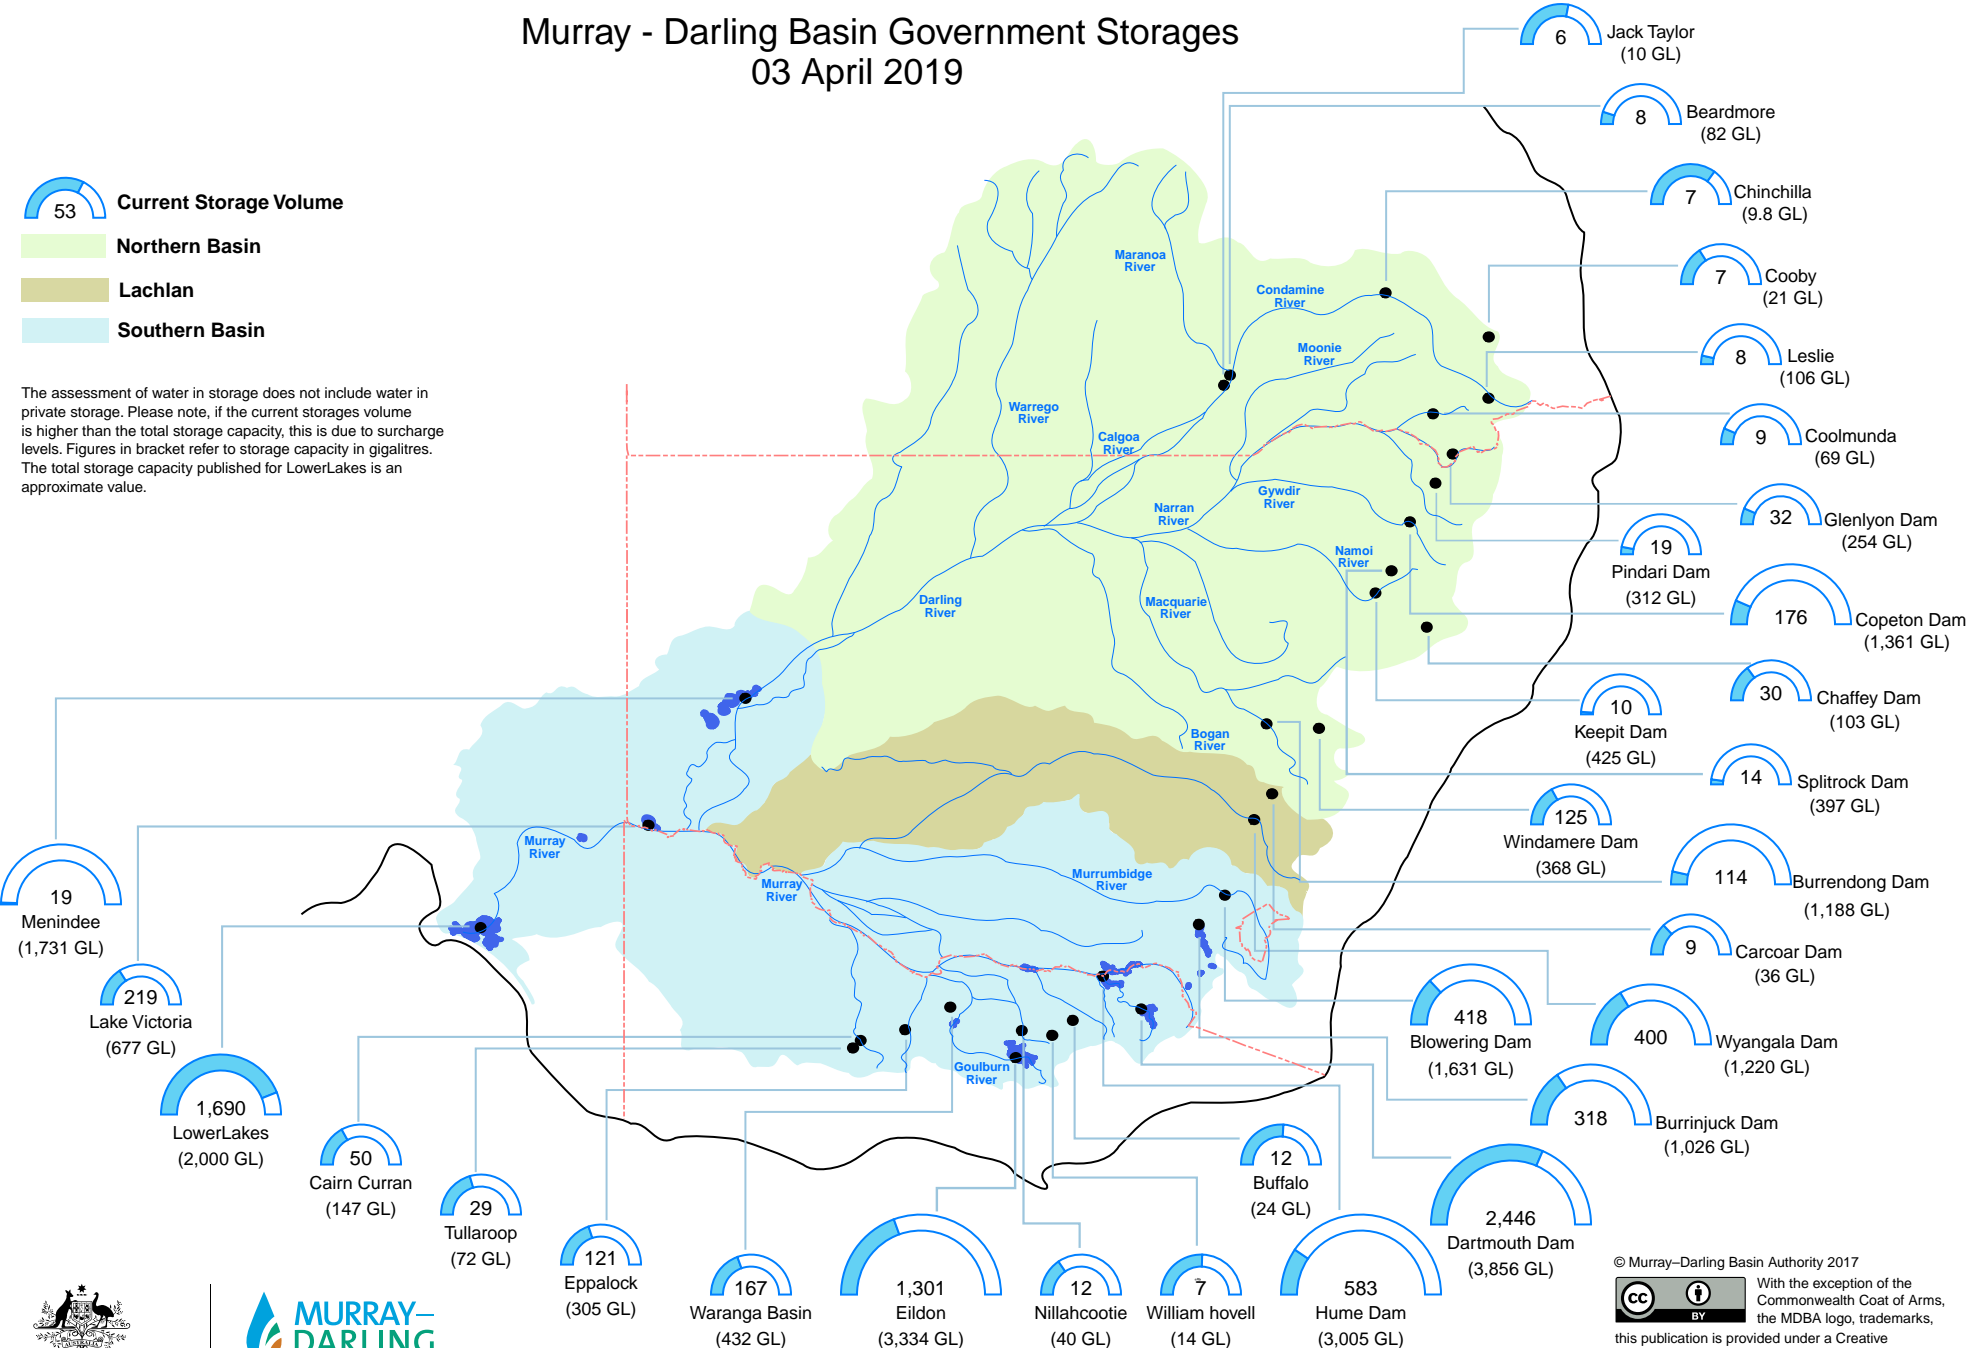 Murray - Darling Basin Government Storages
03 April 2019
53
Current Storage Volume
Northern Basin
Lachlan
Southern Basin
The assessment of water in storage does not include water in
private storage. Please note, if the current storages volume
is higher than the total storage capacity, this is due to surcharge
levels. Figures in bracket refer to storage capacity in gigalitres.
The total storage capacity published for LowerLakes is an
approximate value.
6
Jack Taylor
(10 GL)
8
Beardmore
(82 GL)
7
Chinchilla
(9.8 GL)
7
Cooby
(21 GL)
8
Leslie
(106 GL)
9
Coolmunda
(69 GL)
32
Glenlyon Dam
(254 GL)
19
Pindari Dam
(312 GL)
176
Copeton Dam
(1,361 GL)
30
Chaffey Dam
(103 GL)
10
Keepit Dam
(425 GL)
14
Splitrock Dam
(397 GL)
125
Windamere Dam
(368 GL)
114
Burrendong Dam
(1,188 GL)
9
Carcoar Dam
(36 GL)
418
Blowering Dam
(1,631 GL)
400
Wyangala Dam
(1,220 GL)
318
Burrinjuck Dam
(1,026 GL)
2,446
Dartmouth Dam
(3,856 GL)
12
Buffalo
(24 GL)
583
Hume Dam
(3,005 GL)
7
William hovell
(14 GL)
12
Nillahcootie
(40 GL)
1,301
Eildon
(3,334 GL)
167
Waranga Basin
(432 GL)
121
Eppalock
(305 GL)
29
Tullaroop
(72 GL)
50
Cairn Curran
(147 GL)
1,690
LowerLakes
(2,000 GL)
219
Lake Victoria
(677 GL)
19
Menindee
(1,731 GL)
Maranoa
River
Condamine
River
Moonie
River
Warrego
River
Calgoa
River
Gywdir
River
Narran
River
Namoi
River
Darling
River
Macquarie
River
Bogan
River
Murray
River
Murray
River
Murrumbidge
River
Goulburn
River
MURRAY–
DARLING
© Murray–Darling Basin Authority 2017
CC
BY
With the exception of the
Commonwealth Coat of Arms,
the MDBA logo, trademarks,
this publication is provided under a Creative